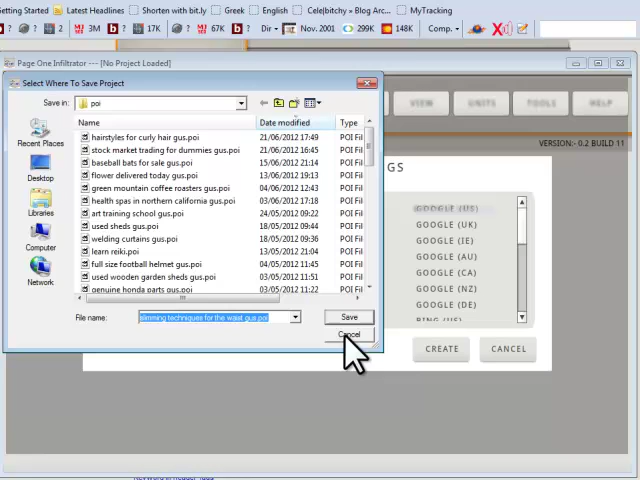 Getting Started Latest Headlines Shorten with bit.ly Greek English Cele|bitchy » Blog Arc... MyTracking
? 2 3M ? 17K ? 67K Dir Nov. 2001 299K 148K Comp.
Page One Infiltrator --- [No Project Loaded]
Select Where To Save Project
VIEW UNITS TOOLS HELP
Save in: poi
VERSION:- 0.2 BUILD 11
Name Date modified Type
hairstyles for curly hair gus.poi 21/06/2012 17:49 POI Fil
stock market trading for dummies gus.poi 21/06/2012 16:45 POI Fil
baseball bats for sale gus.poi 15/06/2012 21:14 POI Fil
flower delivered today gus.poi 13/06/2012 19:13 POI Fil
green mountain coffee roasters gus.poi 04/06/2012 12:43 POI Fil
health spas in northern california gus.poi 03/06/2012 17:18 POI Fil
art training school gus.poi 24/05/2012 09:22 POI Fil
used sheds gus.poi 18/05/2012 09:44 POI Fil
welding curtains gus.poi 18/05/2012 09:36 POI Fil
learn reiki.poi 13/05/2012 21:24 POI Fil
full size football helmet gus.poi 04/05/2012 11:45 POI Fil
used wooden garden sheds gus.poi 03/05/2012 11:51 POI Fil
genuine honda parts gus.poi 02/05/2012 11:22 POI Fil
Recent Places
Desktop
Libraries
Computer
Network
File name: slimming techniques for the waist gus.poi Save
Cancel
GS
GOOGLE (US)
GOOGLE (UK)
GOOGLE (IE)
GOOGLE (AU)
GOOGLE (CA)
GOOGLE (NZ)
GOOGLE (DE)
BING (US)
CREATE CANCEL